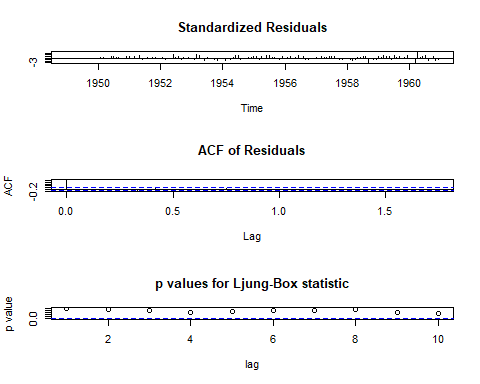 Standardized Residuals
-3
1950 1952 1954 1956 1958 1960
Time
ACF of Residuals
ACF
-0.2
0.0 0.5 1.0 1.5
Lag
p values for Ljung-Box statistic
p value
0.0
2 4 6 8 10
lag